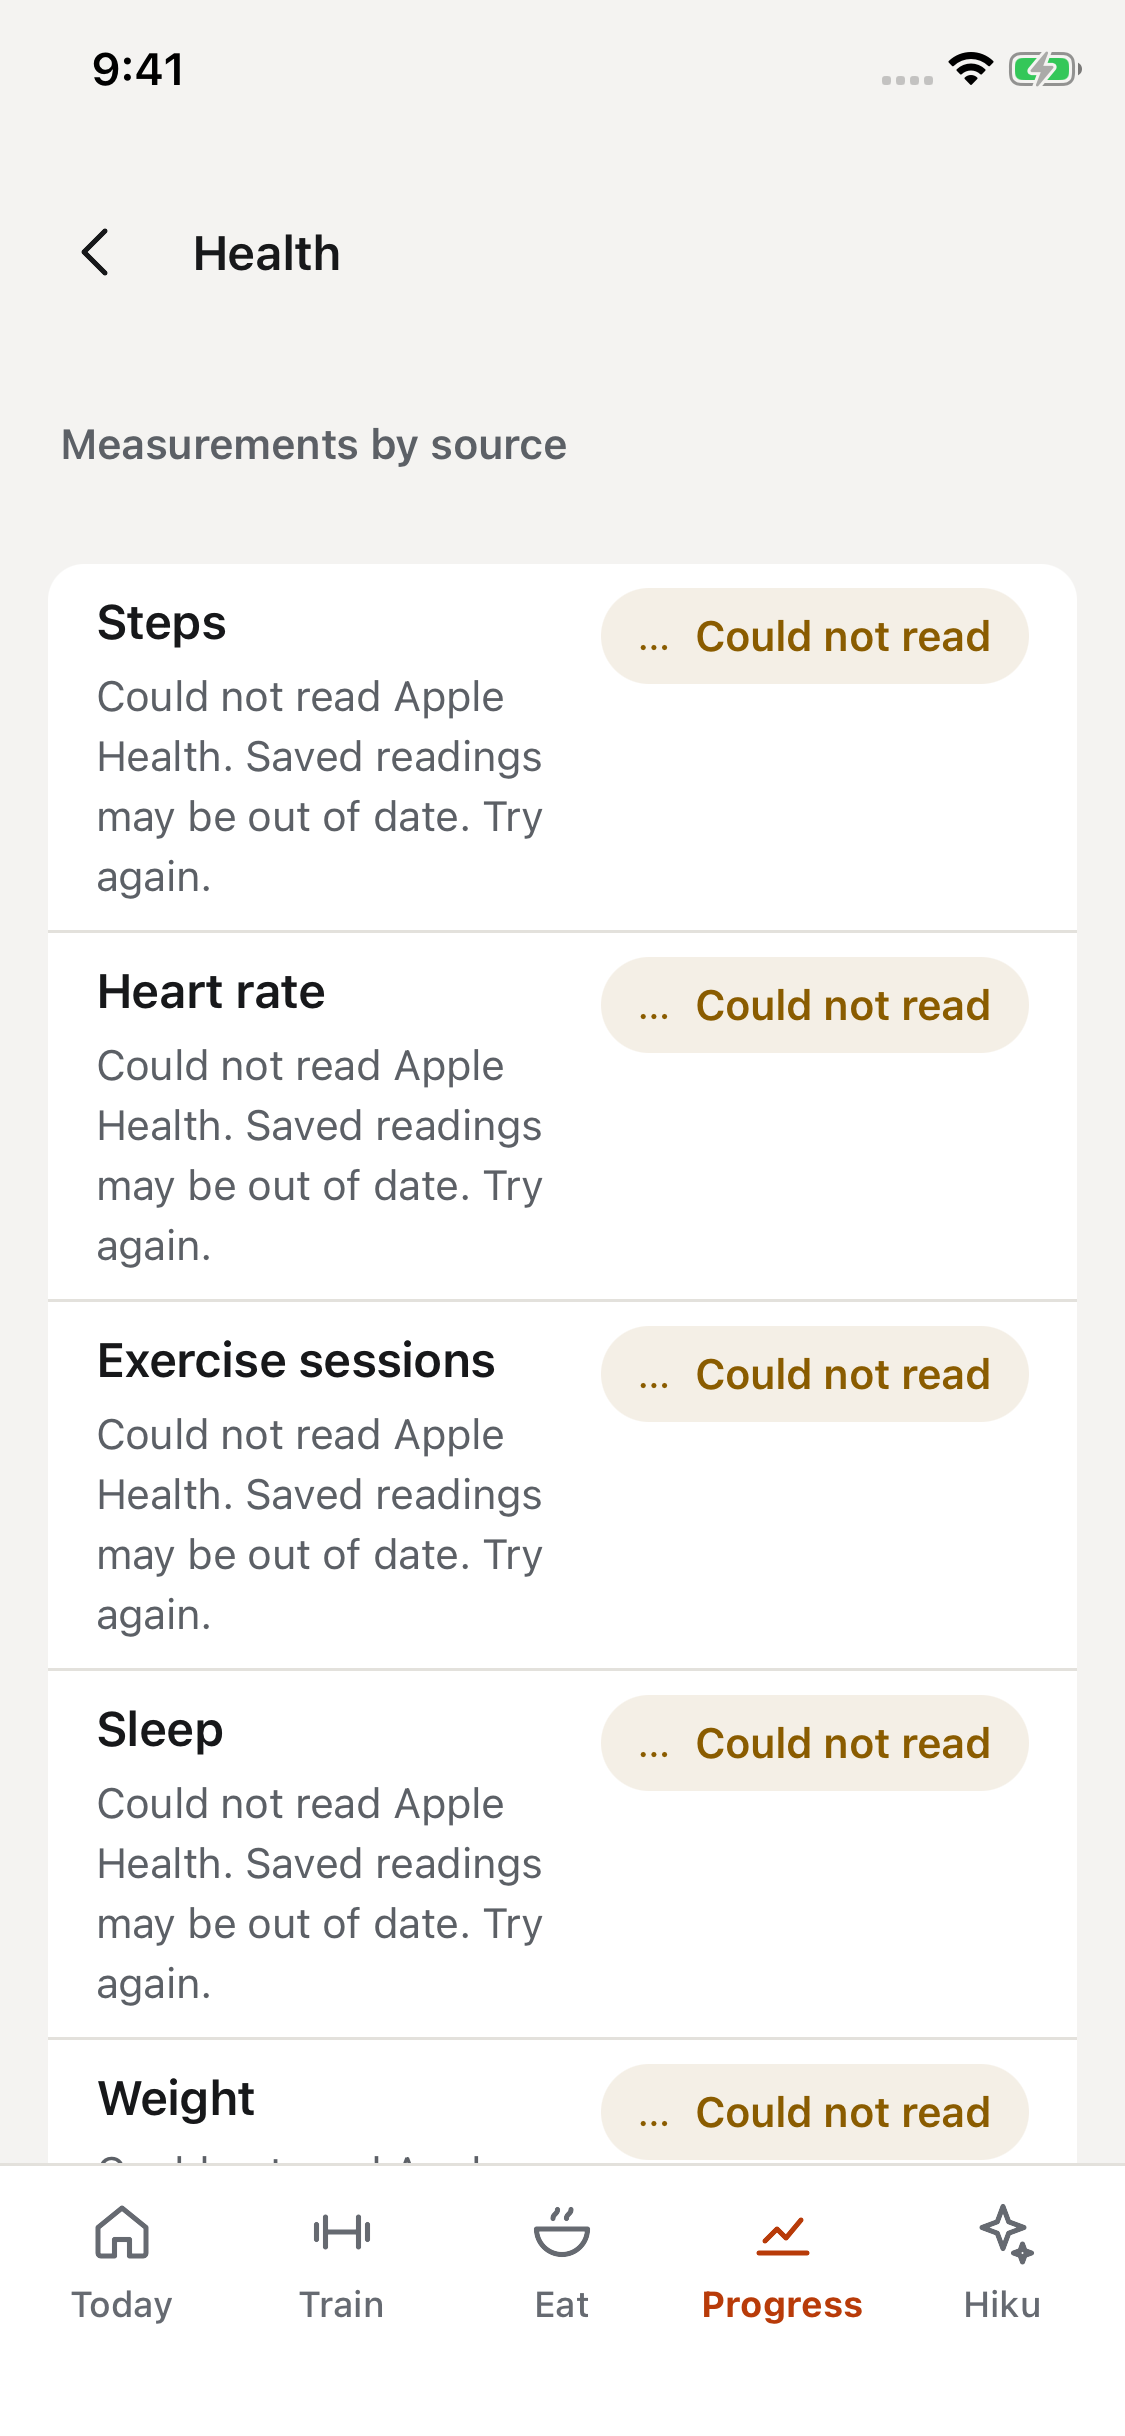 9:41
Health
Measurements by source
Steps
... Could not read
Could not read Apple
Health. Saved readings
may be out of date. Try
again.
Heart rate
... Could not read
Could not read Apple
Health. Saved readings
may be out of date. Try
again.
Exercise sessions
... Could not read
Could not read Apple
Health. Saved readings
may be out of date. Try
again.
Sleep
... Could not read
Could not read Apple
Health. Saved readings
may be out of date. Try
again.
Weight
... Could not read
Today
Train
Eat
Progress
Hiku